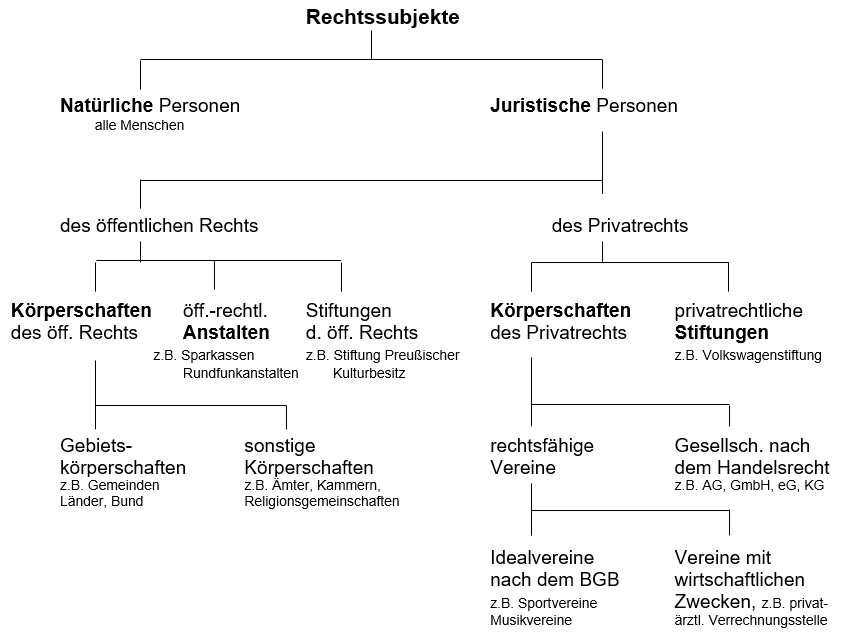 Rechtssubjekte
Natürliche Personen
alle Menschen
Juristische Personen
des öffentlichen Rechts
des Privatrechts
Körperschaften
des öff. Rechts
öff.-rechtl.
Anstalten
z.B. Sparkassen
Rundfunkanstalten
Stiftungen
d. öff. Rechts
z.B. Stiftung Preußischer
Kulturbesitz
Körperschaften
des Privatrechts
privatrechtliche
Stiftungen
z.B. Volkswagenstiftung
Gebiets-
körperschaften
z.B. Gemeinden
Länder, Bund
sonstige
Körperschaften
z.B. Ämter, Kammern,
Religionsgemeinschaften
rechtsfähige
Vereine
Gesellsch. nach
dem Handelsrecht
z.B. AG, GmbH, eG, KG
Idealvereine
nach dem BGB
z.B. Sportvereine
Musikvereine
Vereine mit
wirtschaftlichen
Zwecken, z.B. privat-
ärztl. Verrechnungsstelle